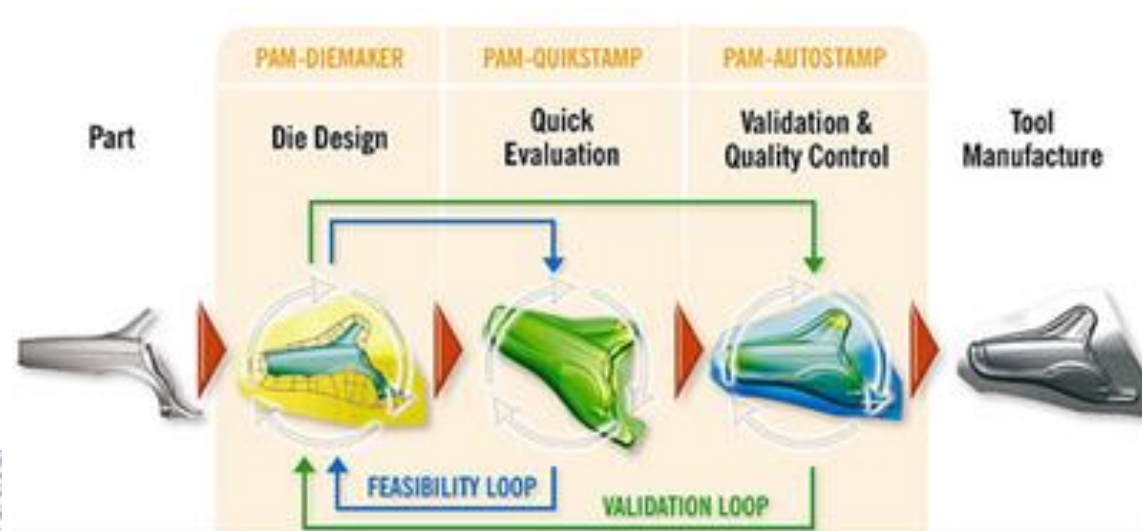 PAM-DIEMAKER
PAM-QUIKSTAMP
PAM-AUTOSTAMP
Part
Die Design
Quick
Evaluation
Validation &
Quality Control
Tool
Manufacture
FEASIBILITY LOOP
VALIDATION LOOP